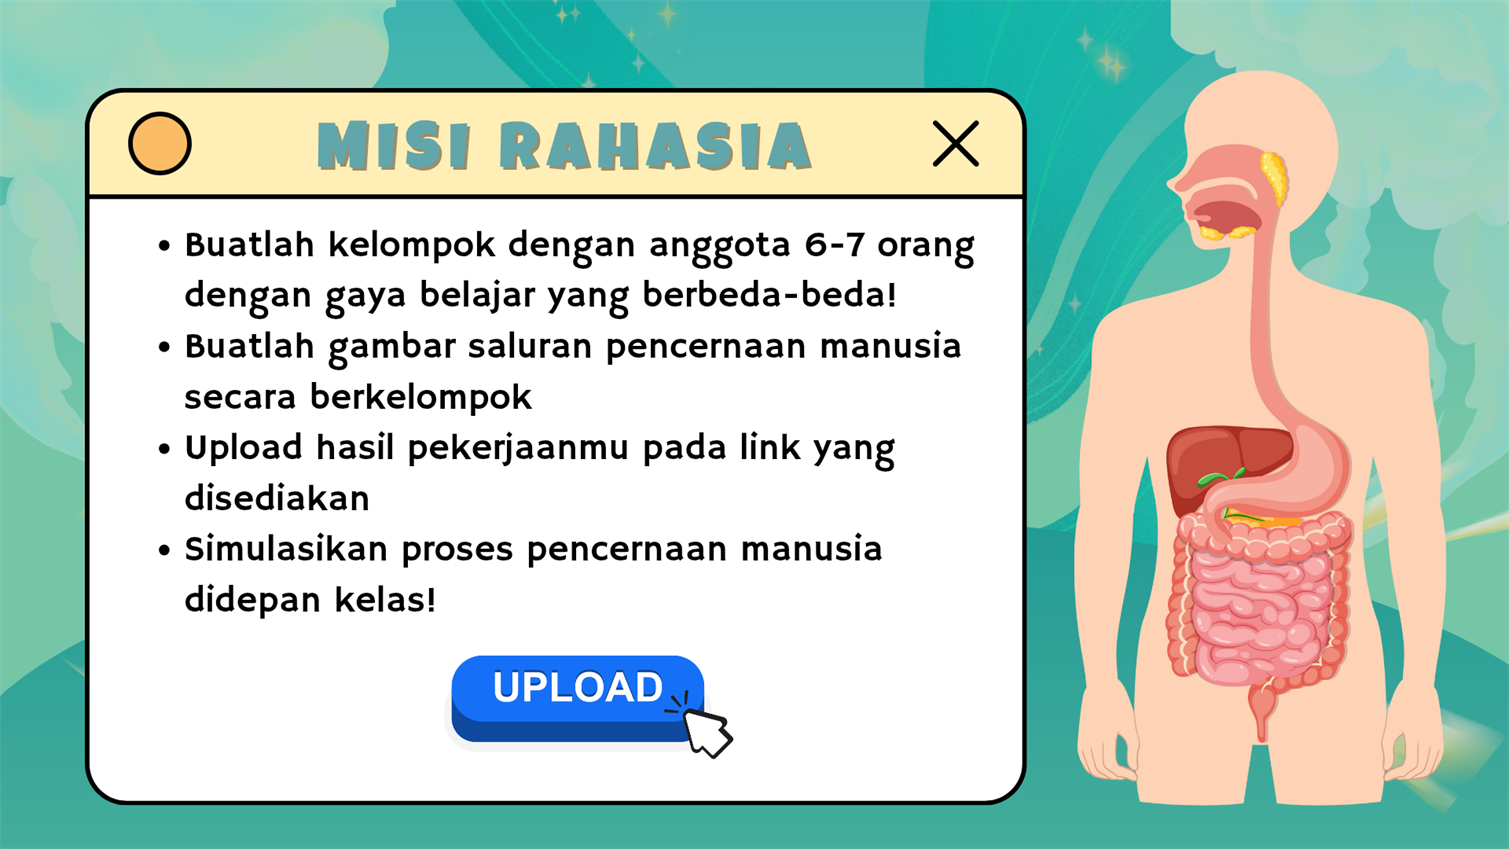 MISI RAHASIA
• Buatlah kelompok dengan anggota 6-7 orang
dengan gaya belajar yang berbeda-beda!
• Buatlah gambar saluran pencernaan manusia
secara berkelompok
• Upload hasil pekerjaanmu pada link yang
disediakan
• Simulasikan proses pencernaan manusia
didepan kelas!
UPLOAD